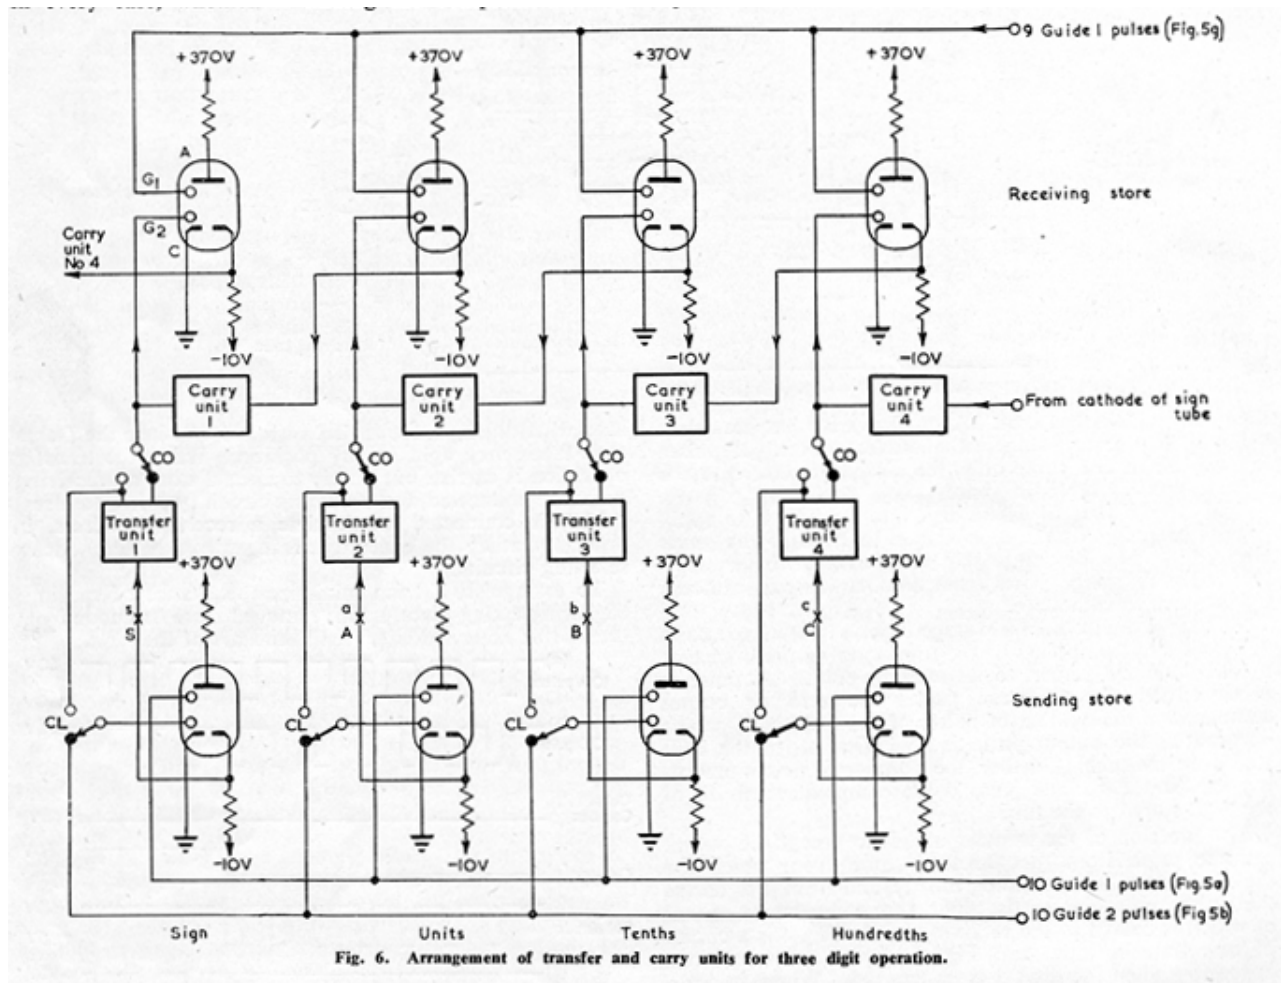 9 Guide 1 pulses (Fig.5g)
+370V +370V +370V +370V
A
G1
G2
C
Receiving store
Carry
unit
No 4
-10V -10V -10V -10V
Carry
unit
1
Carry
unit
2
Carry
unit
3
Carry
unit
4
From cathode of sign
tube
CO CO CO CO
Transfer
unit
1
Transfer
unit
2
Transfer
unit
3
Transfer
unit
4
+370V +370V +370V +370V
s a b c
S A B C
Sending store
CL CL CL CL
-10V -10V -10V -10V
10 Guide 1 pulses (Fig.5a)
10 Guide 2 pulses (Fig 5b)
Sign Units Tenths Hundredths
Fig. 6. Arrangement of transfer and carry units for three digit operation.